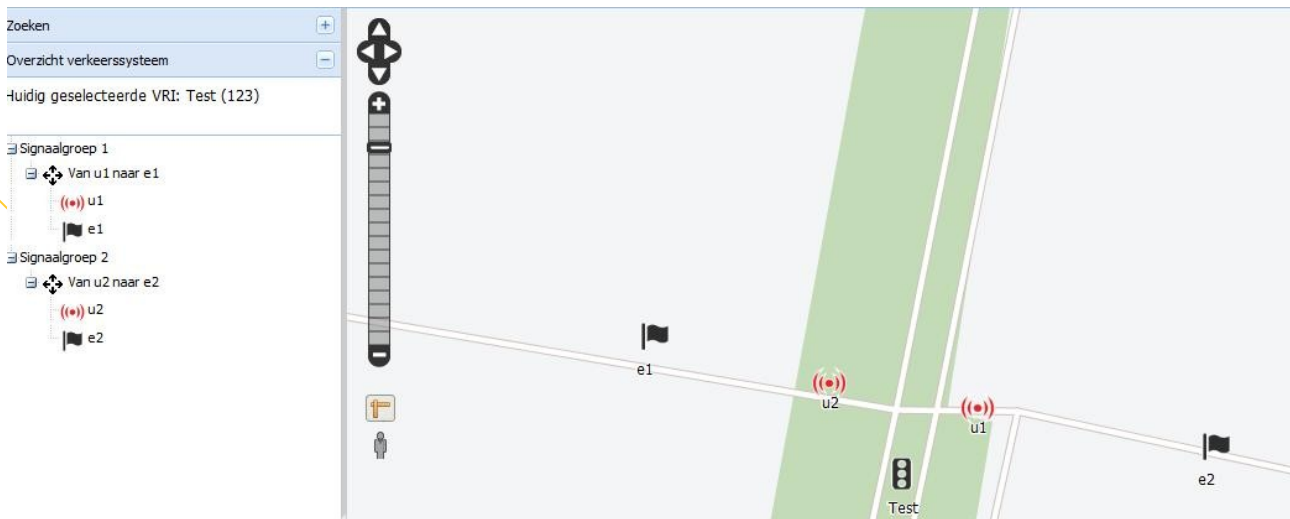 Zoeken
Overzicht verkeerssysteem
Huidig geselecteerde VRI: Test (123)
Signaalgroep 1
Van u1 naar e1
u1
e1
Signaalgroep 2
Van u2 naar e2
u2
e2
e1
u2
u1
e2
Test